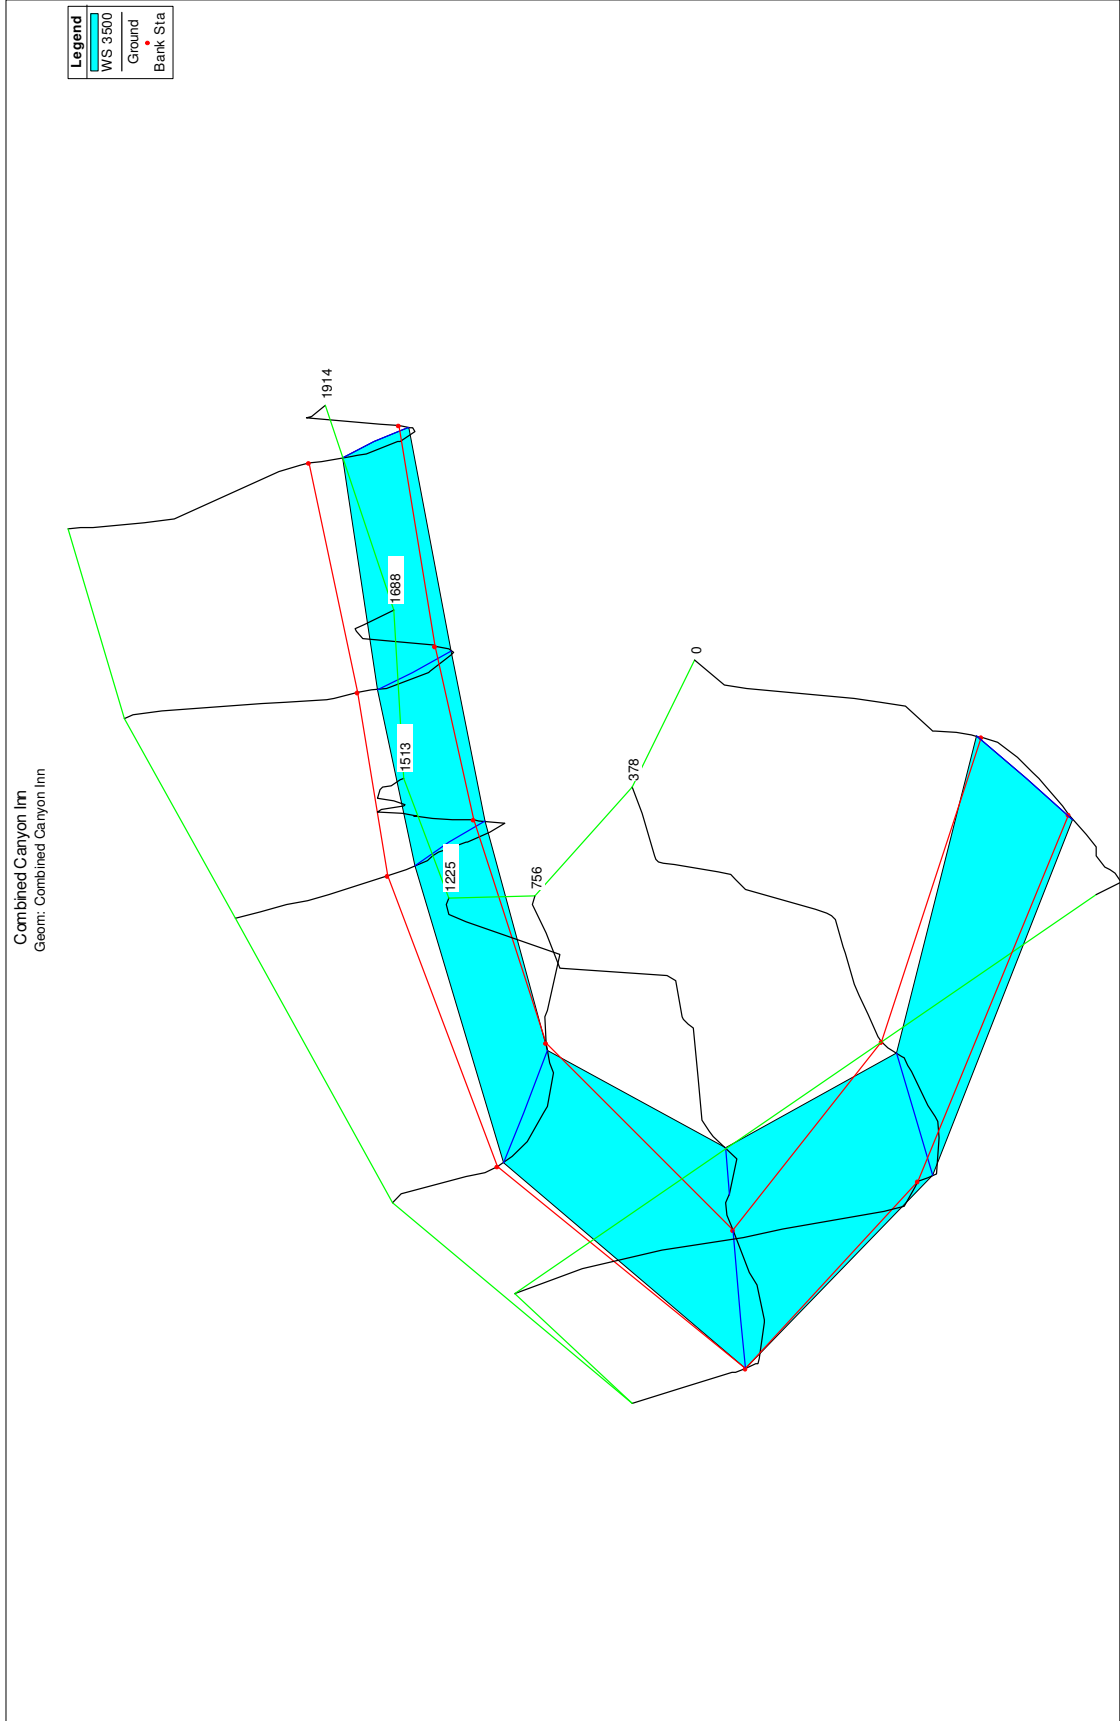 Combined Canyon Inn
Geom: Combined Canyon Inn
Legend
WS 3500
Ground
Bank Sta
1914
1688
1513
1225
756
378
0